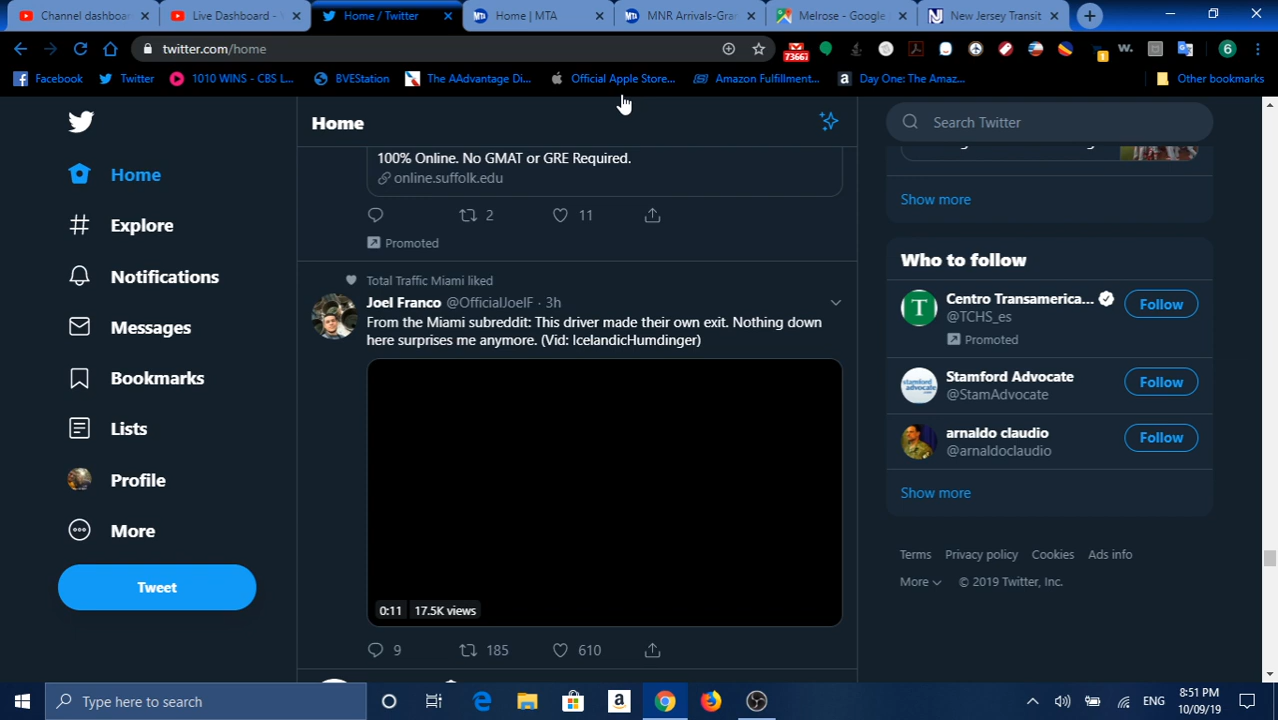 Channel dashboar
Live Dashboard - Y
Home / Twitter
Home | MTA
MNR Arrivals-Gra
Melrose - Google
New Jersey Transit
twitter.com/home
73661
6
Facebook
Twitter
1010 WINS - CBS L...
BVEStation
The AAdvantage Di...
Official Apple Store...
Amazon Fulfillment...
Day One: The Amaz...
Other bookmarks
Home
Explore
Notifications
Messages
Bookmarks
Lists
Profile
More
Tweet
Home
100% Online. No GMAT or GRE Required.
online.suffolk.edu
2
11
Promoted
Total Traffic Miami liked
Joel Franco @OfficialJoelF · 3h
From the Miami subreddit: This driver made their own exit. Nothing down
here surprises me anymore. (Vid: IcelandicHumdinger)
0:11
17.5K views
9
185
610
Search Twitter
Show more
Who to follow
Centro Transamerica...
@TCHS_es
Promoted
Follow
Stamford Advocate
@StamAdvocate
Follow
arnaldo claudio
@arnaldoclaudio
Follow
Show more
Terms Privacy policy Cookies Ads info
More © 2019 Twitter, Inc.
Type here to search
ENG
8:51 PM
10/09/19